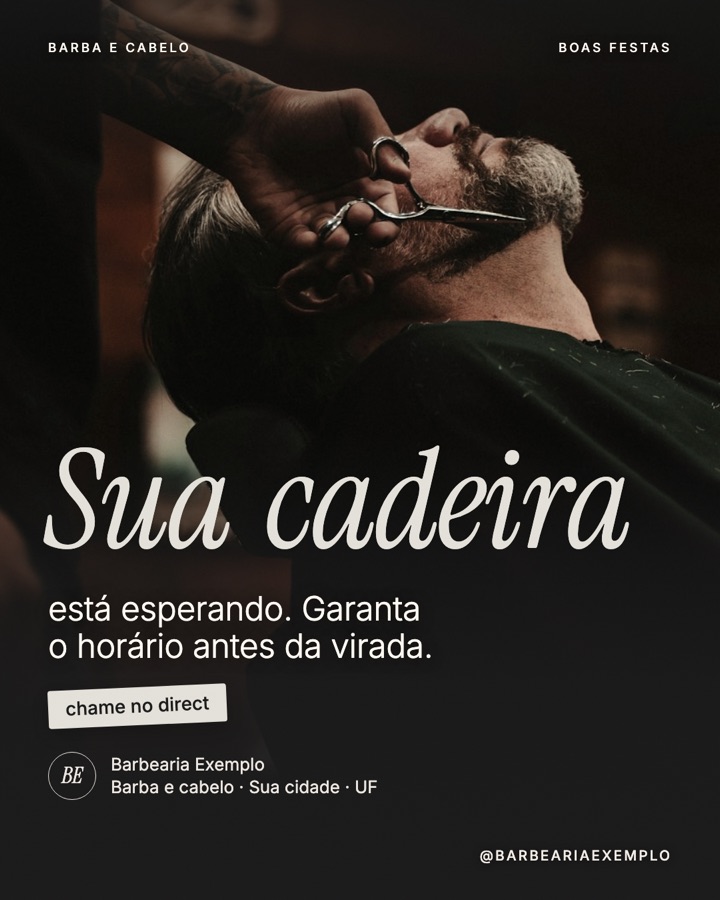 BARBA E CABELO
BOAS FESTAS
Sua cadeira
está esperando. Garanta
o horário antes da virada.
chame no direct
BE
Barbearia Exemplo
Barba e cabelo · Sua cidade · UF
@BARBEARIAEXEMPLO